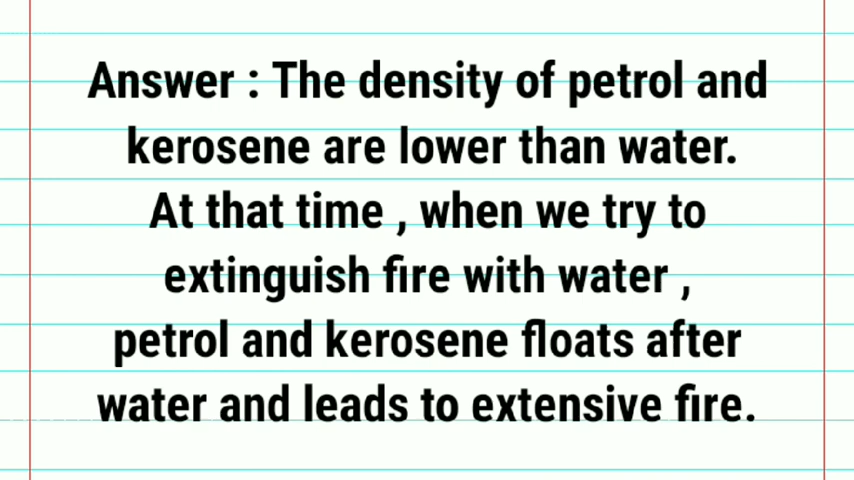 Answer : The density of petrol and
kerosene are lower than water.
At that time , when we try to
extinguish fire with water ,
petrol and kerosene floats after
water and leads to extensive fire.